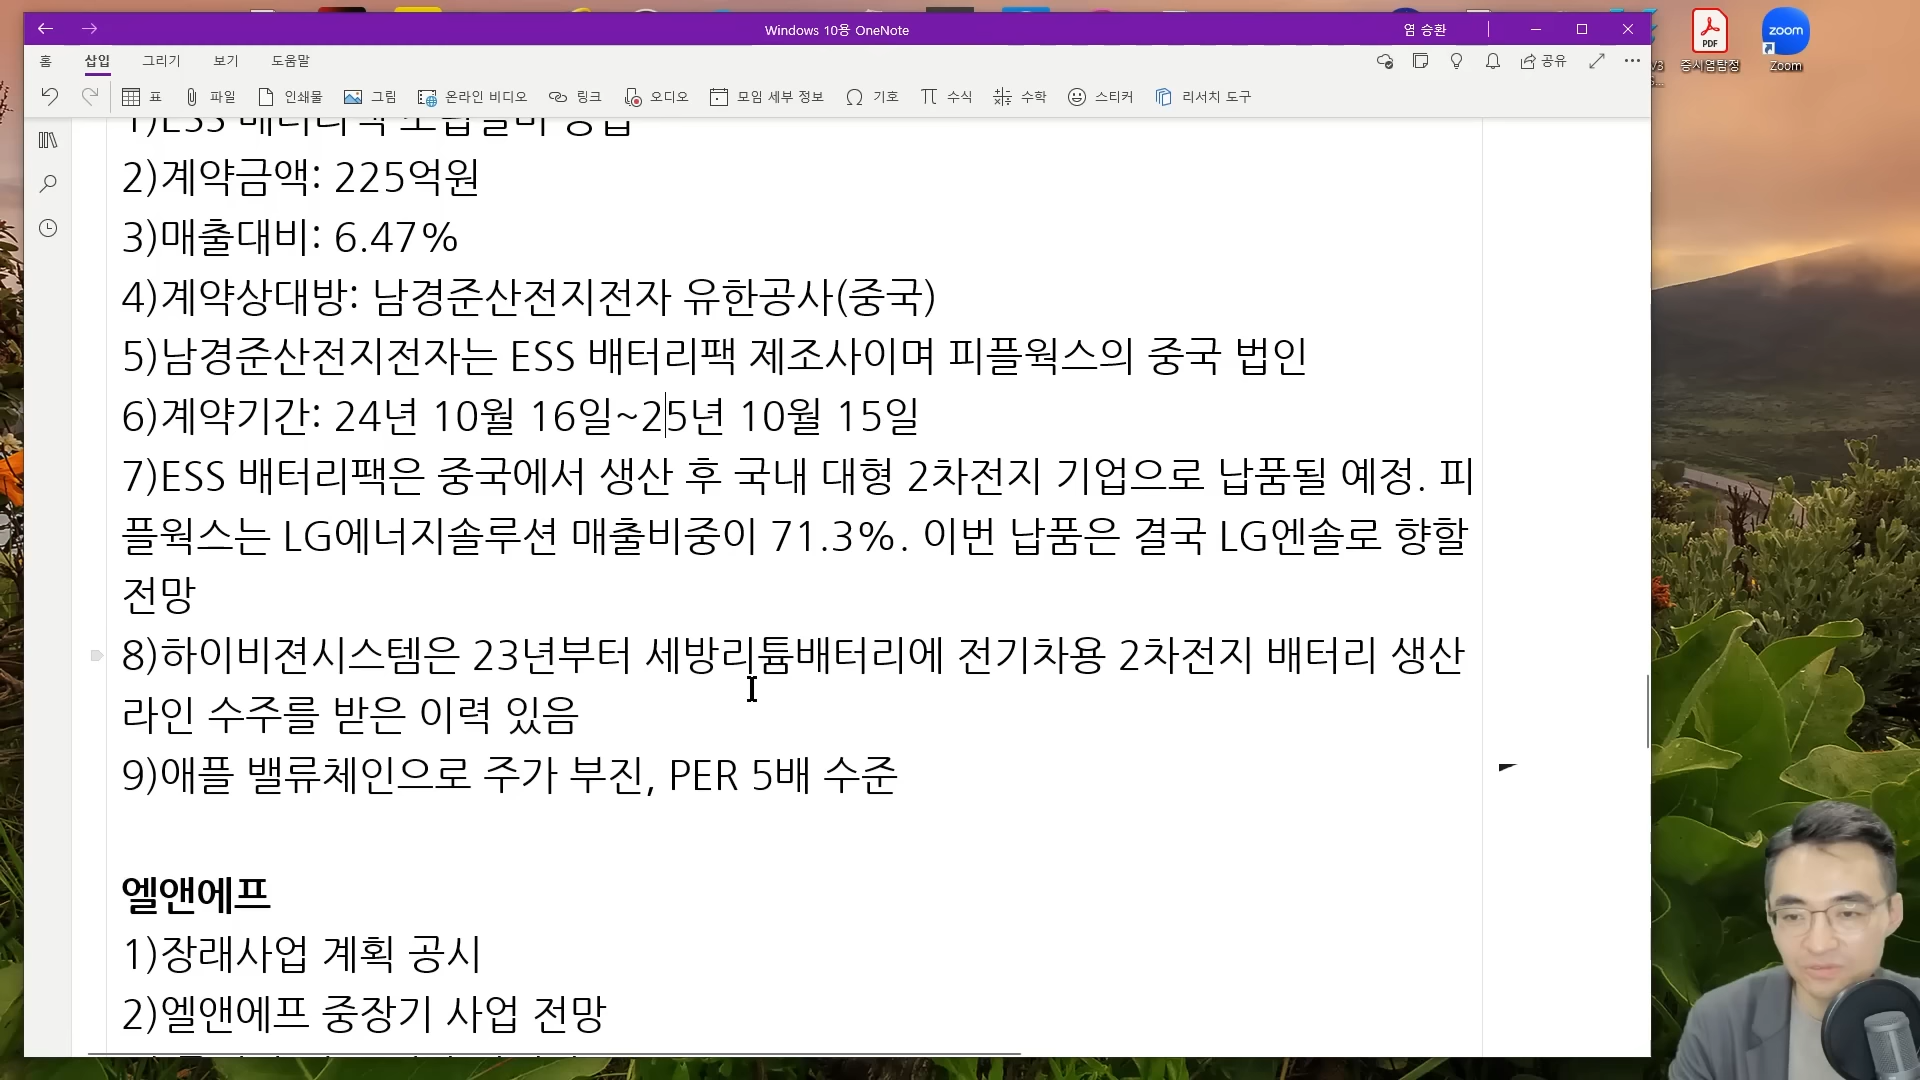 Windows 10용 OneNote
염 승환
홈 삽입 그리기 보기 도움말
공유
표 파일 인쇄물 그림 온라인 비디오 링크 오디오 모임 세부 정보 기호 수식 수학 스티커 리서치 도구
2)계약금액: 225억원
3)매출대비: 6.47%
4)계약상대방: 남경준산전지전자 유한공사(중국)
5)남경준산전지전자는 ESS 배터리팩 제조사이며 피플웍스의 중국 법인
6)계약기간: 24년 10월 16일~25년 10월 15일
7)ESS 배터리팩은 중국에서 생산 후 국내 대형 2차전지 기업으로 납품될 예정. 피
플웍스는 LG에너지솔루션 매출비중이 71.3%. 이번 납품은 결국 LG엔솔로 향할
전망
8)하이비젼시스템은 23년부터 세방리튬배터리에 전기차용 2차전지 배터리 생산
라인 수주를 받은 이력 있음
9)애플 밸류체인으로 주가 부진, PER 5배 수준
엘앤에프
1)장래사업 계획 공시
2)엘앤에프 중장기 사업 전망
PDF
증시염탐정
zoom
Zoom